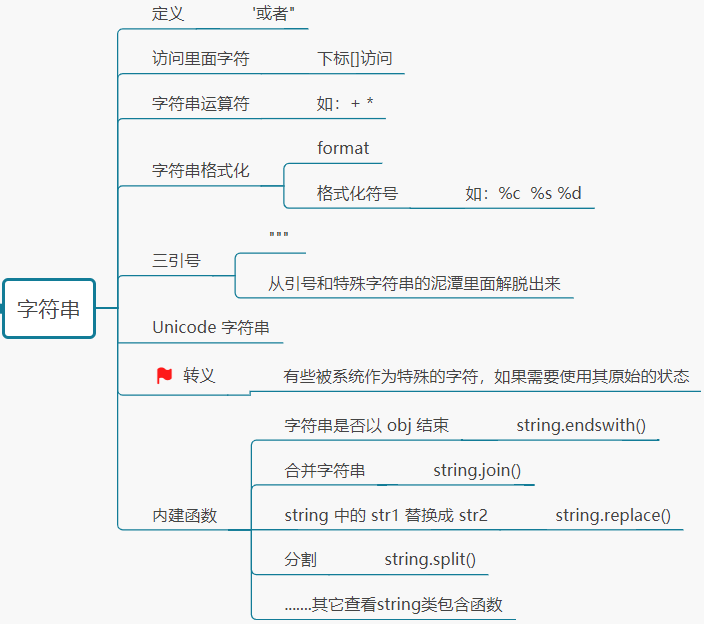 定义 '或者"
访问里面字符 下标[]访问
字符串运算符 如：+ *
format
字符串格式化
格式化符号 如：%c %s %d
"""
三引号
从引号和特殊字符串的泥潭里面解脱出来
字符串
Unicode 字符串
转义 有些被系统作为特殊的字符，如果需要使用其原始的状态
字符串是否以 obj 结束 string.endswith()
合并字符串 string.join()
内建函数 string 中的 str1 替换成 str2 string.replace()
分割 string.split()
.......其它查看string类包含函数